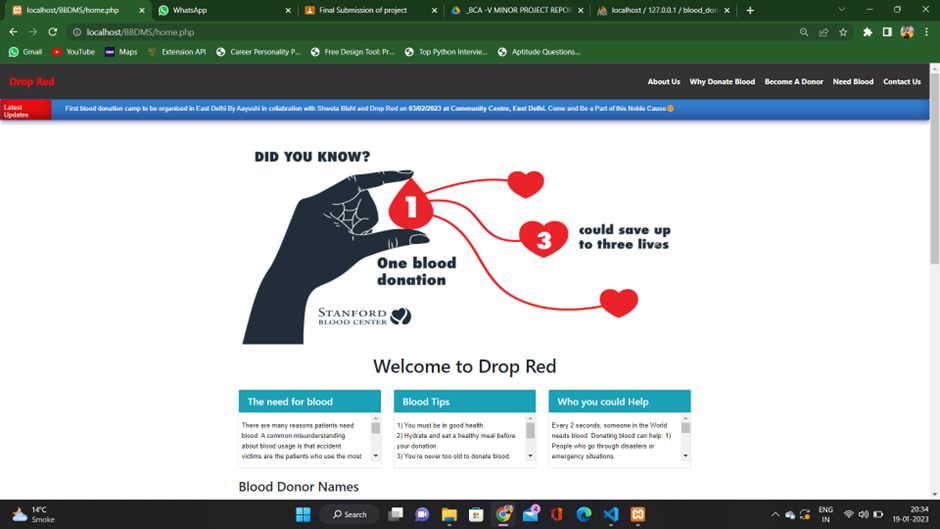 localhost/BBDMS/home.php
WhatsApp
Final Submission of project
_BCA -V MINOR PROJECT REPOR
localhost / 127.0.0.1 / blood_don
localhost/BBDMS/home.php
Gmail
YouTube
Maps
Extension API
Career Personality P...
Free Design Tool: Pr...
Top Python Intervie...
Aptitude Questions...
Drop Red
About Us
Why Donate Blood
Become A Donor
Need Blood
Contact Us
Latest
Updates
First blood donation camp to be organised in East Delhi By Aayushi in collabration with Shweta Bisht and Drop Red on 03/02/2023 at Community Centre, East Delhi. Come and Be a Part of this Noble Cause
DID YOU KNOW?
1
3
could save up
to three lives
One blood
donation
STANFORD
BLOOD CENTER
Welcome to Drop Red
The need for blood
There are many reasons patients need
blood. A common misunderstanding
about blood usage is that accident
victims are the patients who use the most
Blood Tips
1) You must be in good health.
2) Hydrate and eat a healthy meal before
your donation.
3) You're never too old to donate blood.
Who you could Help
Every 2 seconds, someone in the World
needs blood. Donating blood can help: 1)
People who go through disasters or
emergency situations.
Blood Donor Names
14°C
Smoke
Search
4
ENG
IN
20:34
19-01-2023